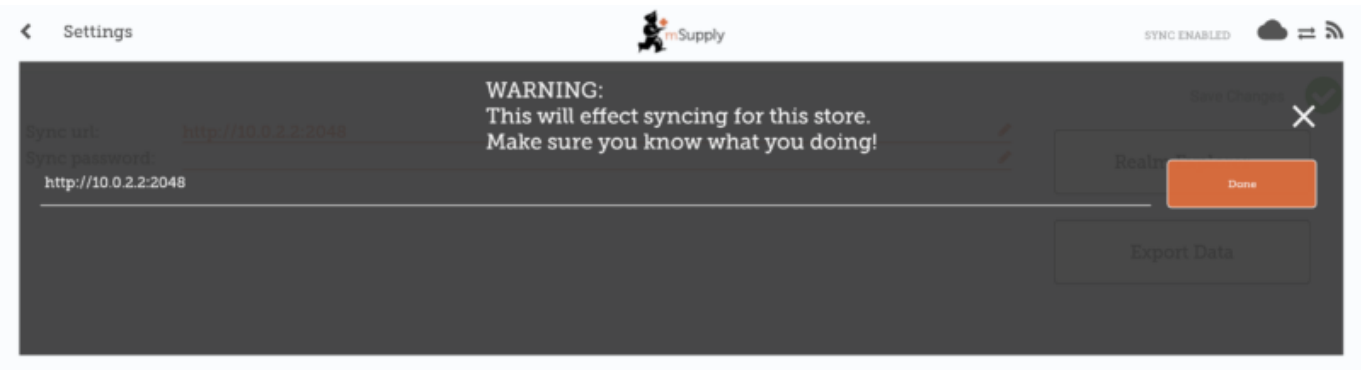 Settings
mSupply
SYNC ENABLED
WARNING:
This will effect syncing for this store.
Make sure you know what you doing!
Save Changes
Sync url: http://10.0.2.2:2048
Sync password:
Realm
http://10.0.2.2:2048
Done
Export Data